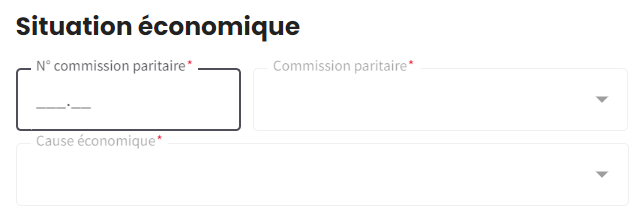 Situation économique
N° commission paritaire*
Commission paritaire*
___.__
Cause économique*